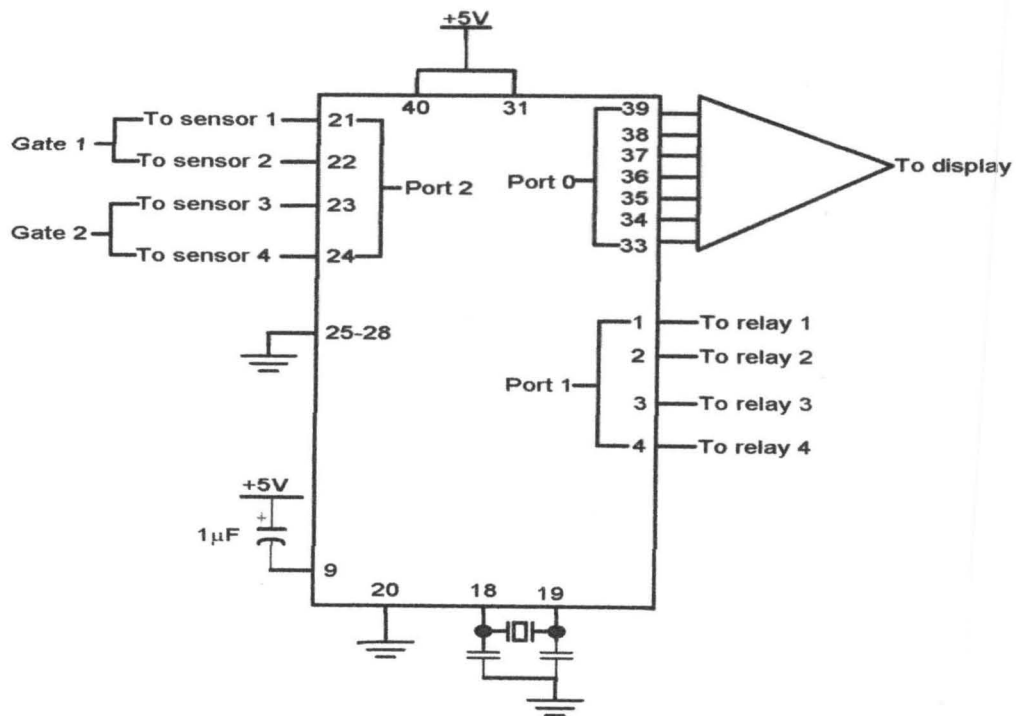 +5V
40
31
39
To sensor 1
21
38
Gate 1
37
To sensor 2
22
To display
Port 2
Port 0
36
To sensor 3
23
35
Gate 2
34
To sensor 4
24
33
25-28
1
To relay 1
2
To relay 2
Port 1
3
To relay 3
4
To relay 4
+5V
+
1µF
9
20
18
19